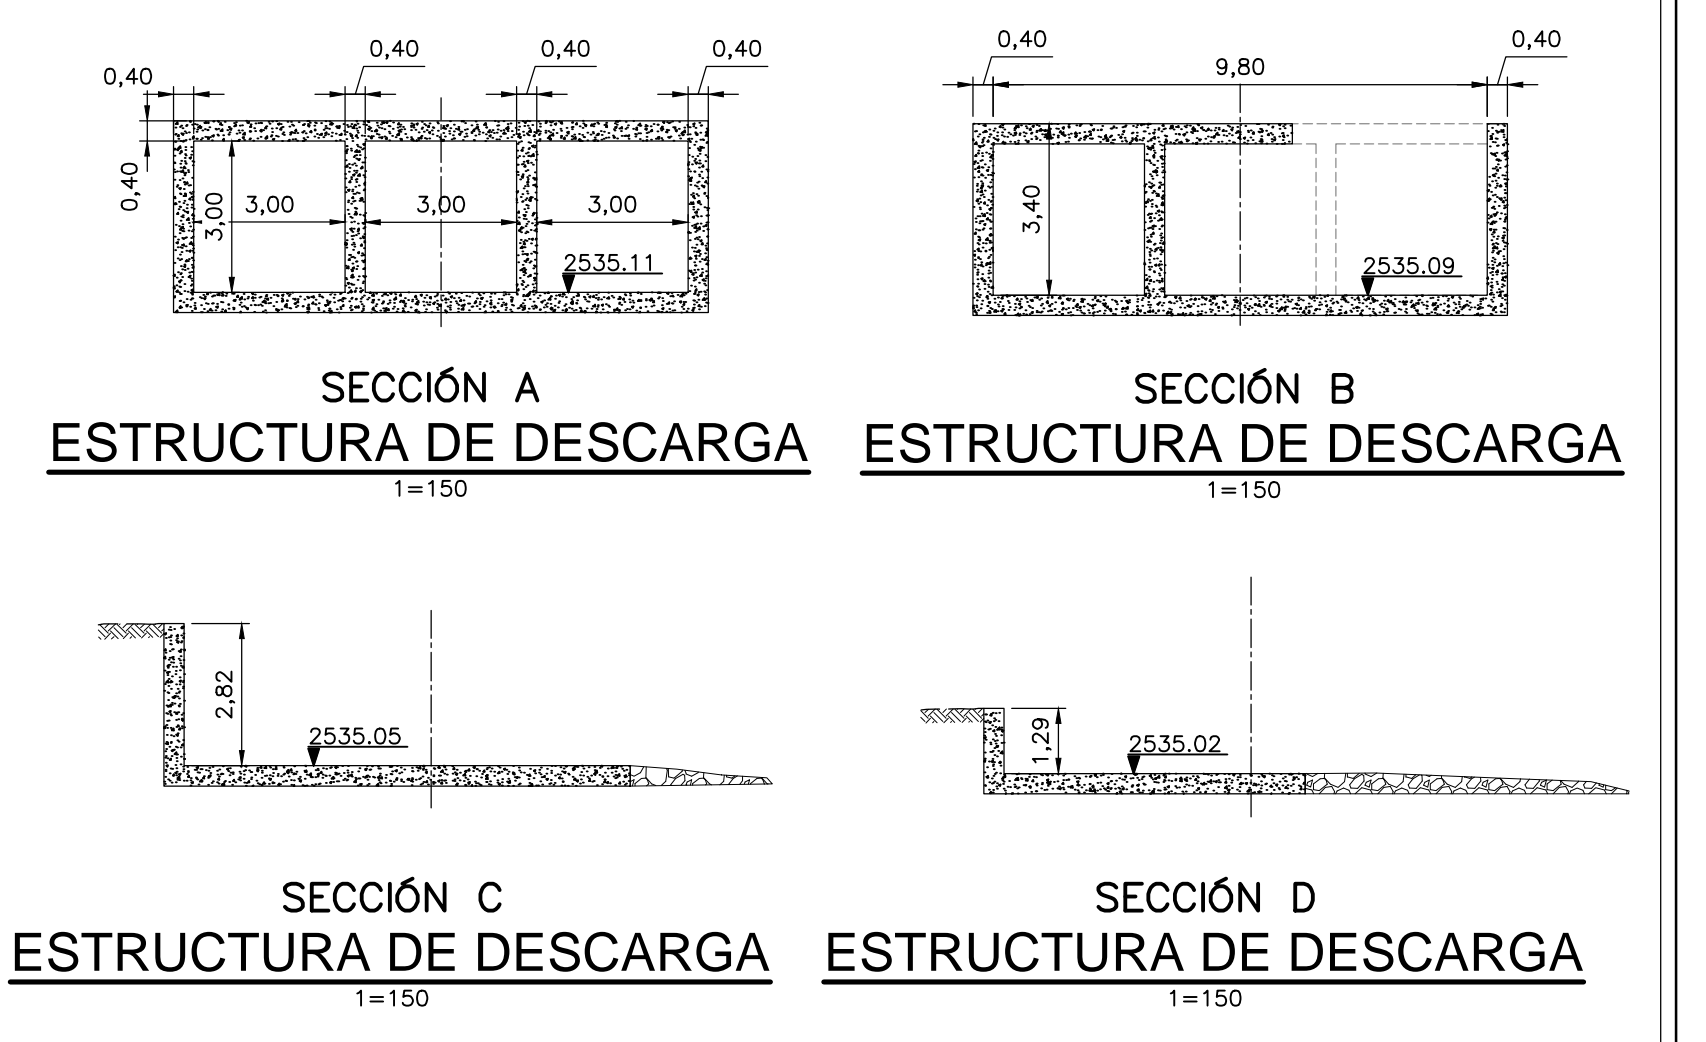 0,40
0,40
0,40
0,40
0,40
3,00
3,00
3,00
3,00
2535.11
SECCIÓN A
ESTRUCTURA DE DESCARGA
1=150
0,40
9,80
0,40
3,40
2535.09
SECCIÓN B
ESTRUCTURA DE DESCARGA
1=150
2,82
2535.05
SECCIÓN C
ESTRUCTURA DE DESCARGA
1=150
1,29
2535.02
SECCIÓN D
ESTRUCTURA DE DESCARGA
1=150